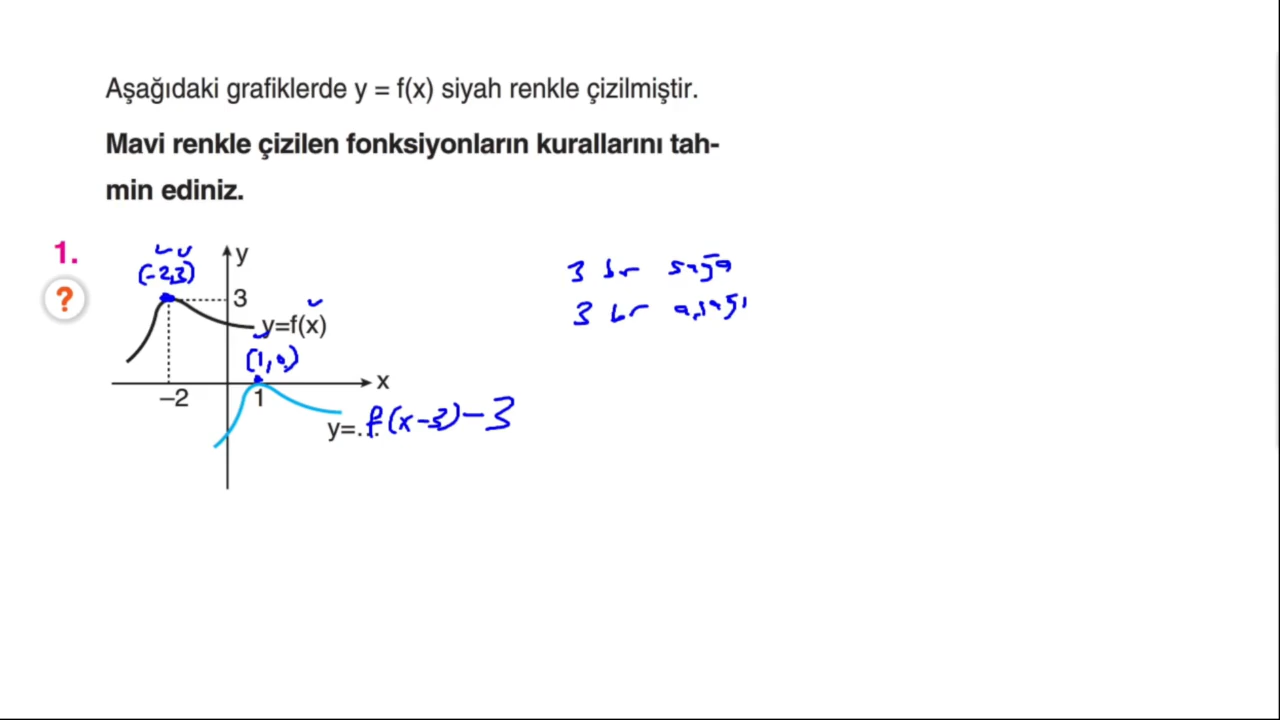 Aşağıdaki grafiklerde y = f(x) siyah renkle çizilmiştir.
Mavi renkle çizilen fonksiyonların kurallarını tah-
min ediniz.
1.
?
y
(-2,3)
3
y=f(x)
(1,0)
x
–2
1
y=... f(x-3)-3
3 br sağa
3 br aşağı